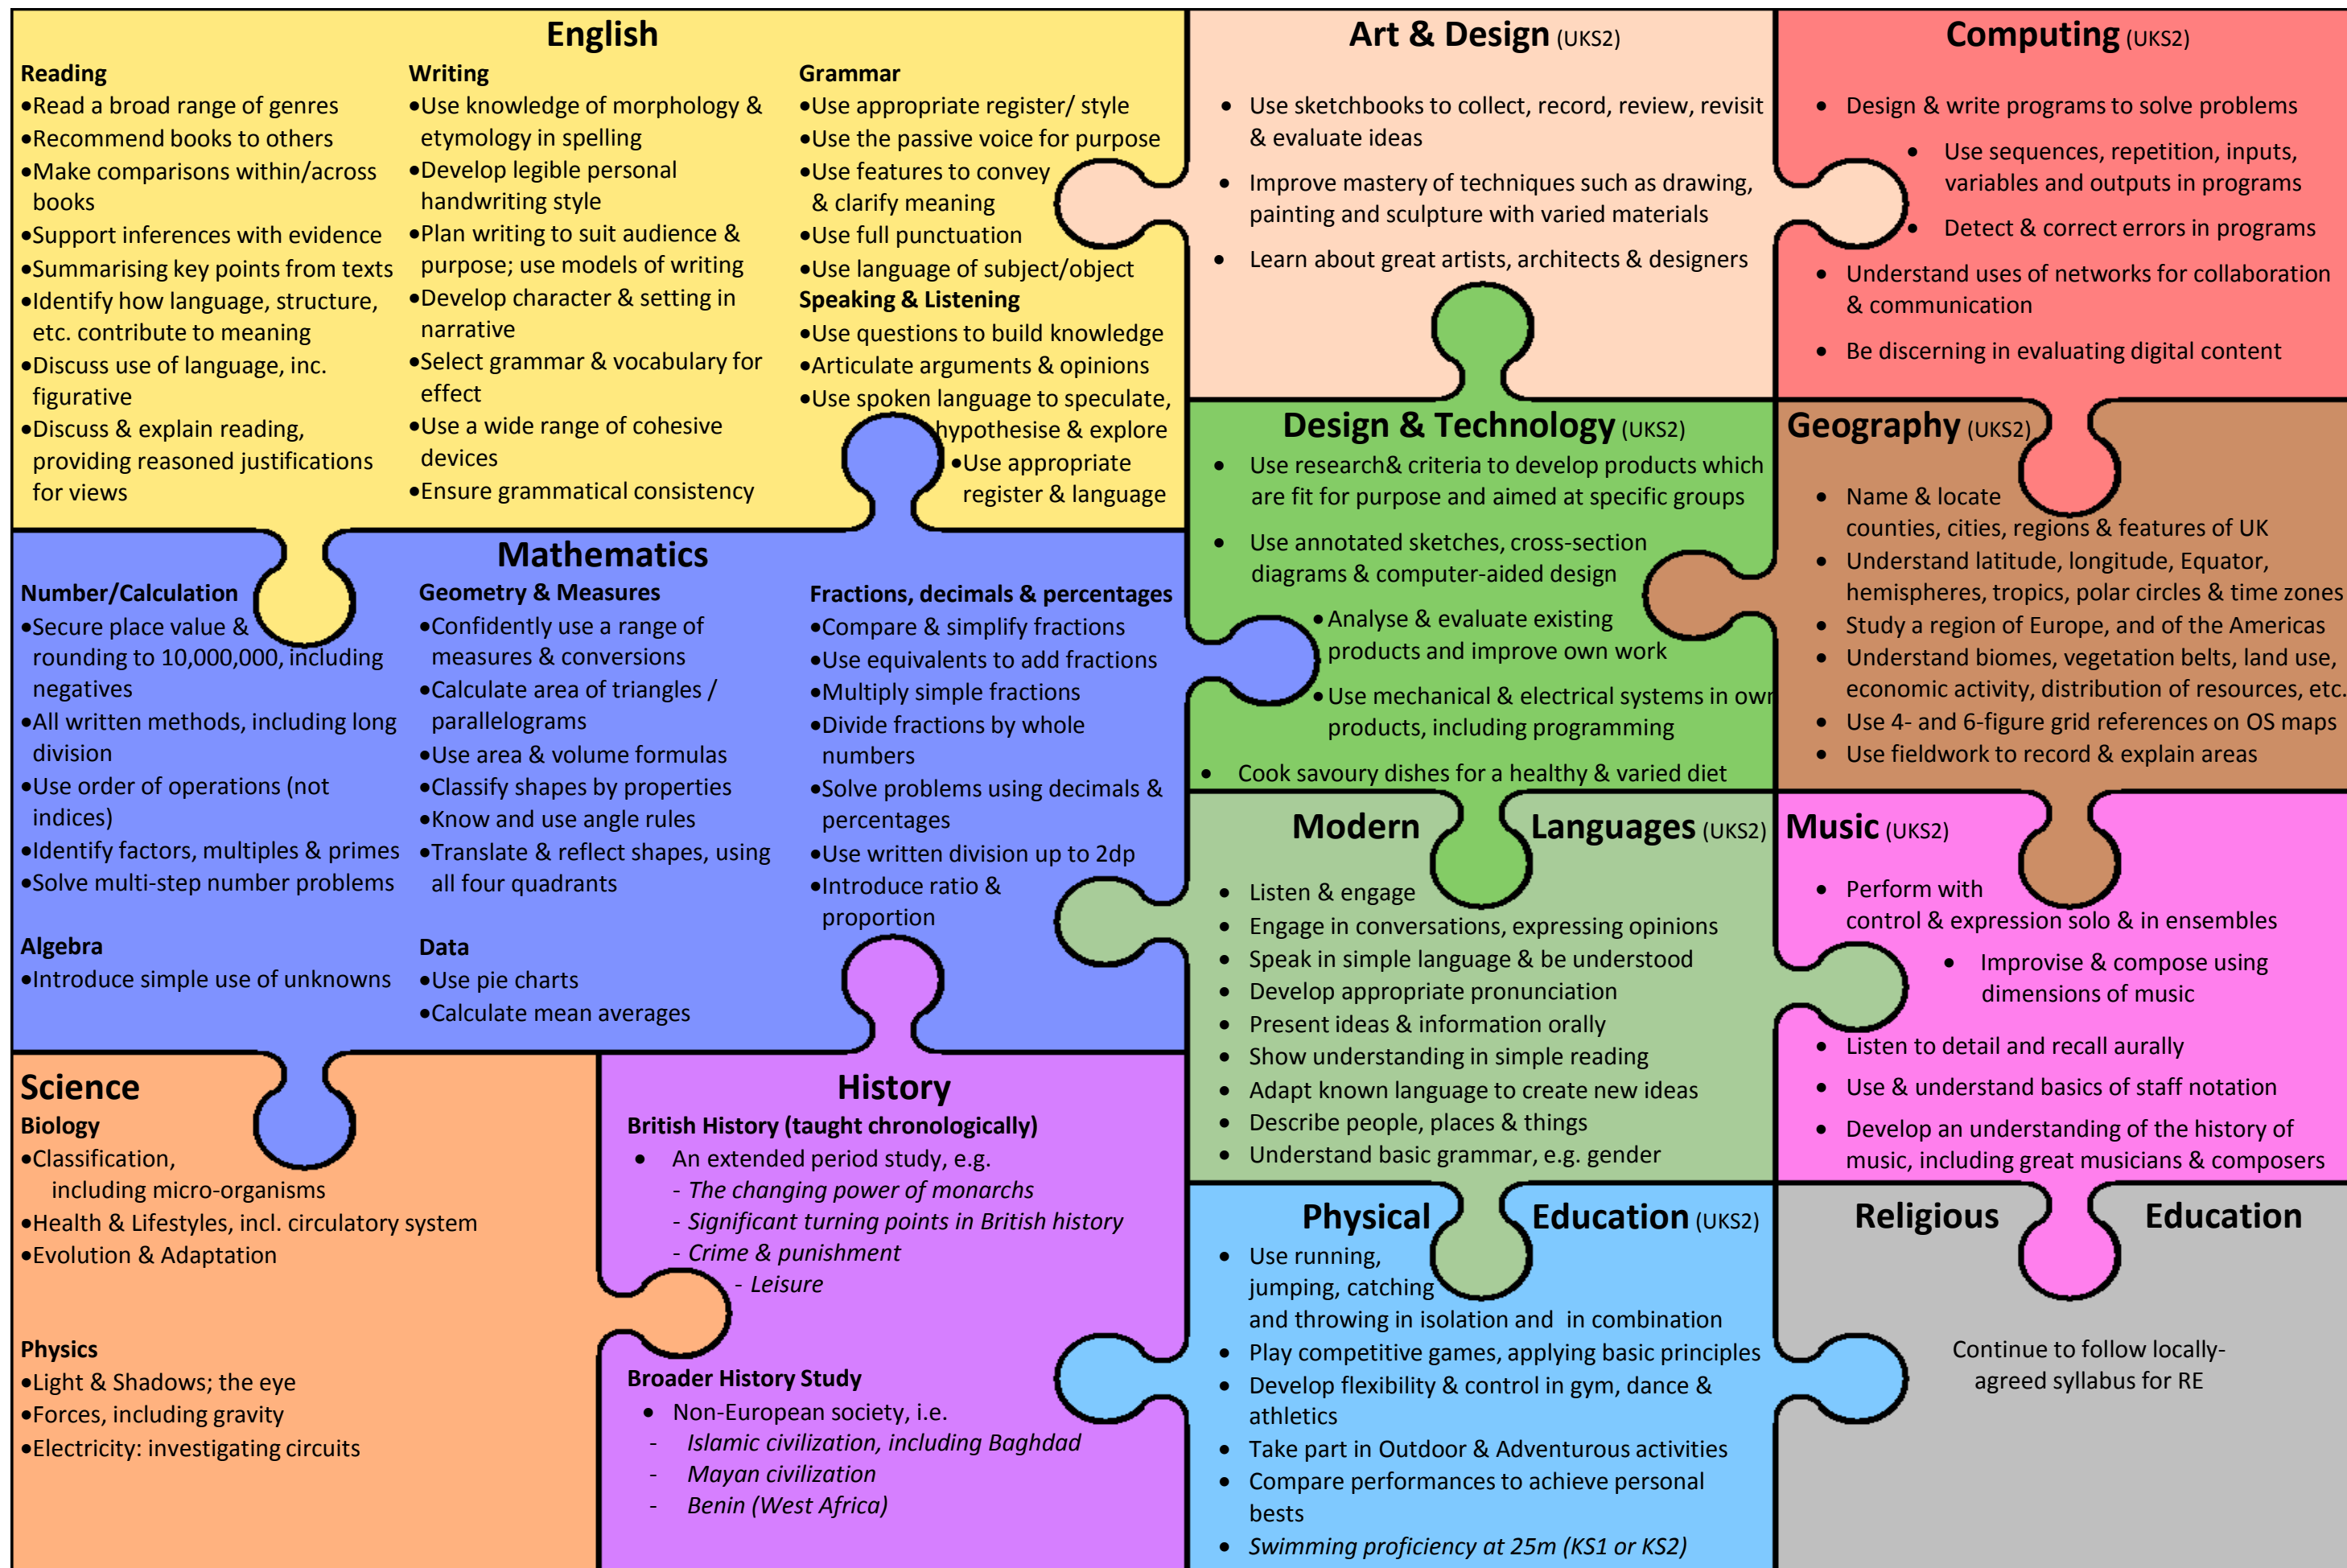 English
Reading
•Read a broad range of genres
•Recommend books to others
•Make comparisons within/across
books
•Support inferences with evidence
•Summarising key points from texts
•Identify how language, structure,
etc. contribute to meaning
•Discuss use of language, inc.
figurative
•Discuss & explain reading,
providing reasoned justifications
for views
Writing
•Use knowledge of morphology &
etymology in spelling
•Develop legible personal
handwriting style
•Plan writing to suit audience &
purpose; use models of writing
•Develop character & setting in
narrative
•Select grammar & vocabulary for
effect
•Use a wide range of cohesive
devices
•Ensure grammatical consistency
Grammar
•Use appropriate register/ style
•Use the passive voice for purpose
•Use features to convey
& clarify meaning
•Use full punctuation
•Use language of subject/object
Speaking & Listening
•Use questions to build knowledge
•Articulate arguments & opinions
•Use spoken language to speculate,
hypothesise & explore
•Use appropriate
register & language
Art & Design (UKS2)
• Use sketchbooks to collect, record, review, revisit
& evaluate ideas
• Improve mastery of techniques such as drawing,
painting and sculpture with varied materials
• Learn about great artists, architects & designers
Computing (UKS2)
• Design & write programs to solve problems
• Use sequences, repetition, inputs,
variables and outputs in programs
• Detect & correct errors in programs
• Understand uses of networks for collaboration
& communication
• Be discerning in evaluating digital content
Design & Technology (UKS2)
• Use research& criteria to develop products which
are fit for purpose and aimed at specific groups
• Use annotated sketches, cross-section
diagrams & computer-aided design
• Analyse & evaluate existing
products and improve own work
• Use mechanical & electrical systems in own
products, including programming
• Cook savoury dishes for a healthy & varied diet
Geography (UKS2)
• Name & locate
counties, cities, regions & features of UK
• Understand latitude, longitude, Equator,
hemispheres, tropics, polar circles & time zones
• Study a region of Europe, and of the Americas
• Understand biomes, vegetation belts, land use,
economic activity, distribution of resources, etc.
• Use 4- and 6-figure grid references on OS maps
• Use fieldwork to record & explain areas
Mathematics
Number/Calculation
•Secure place value &
rounding to 10,000,000, including
negatives
•All written methods, including long
division
•Use order of operations (not
indices)
•Identify factors, multiples & primes
•Solve multi-step number problems
Algebra
•Introduce simple use of unknowns
Geometry & Measures
•Confidently use a range of
measures & conversions
•Calculate area of triangles /
parallelograms
•Use area & volume formulas
•Classify shapes by properties
•Know and use angle rules
•Translate & reflect shapes, using
all four quadrants
Data
•Use pie charts
•Calculate mean averages
Fractions, decimals & percentages
•Compare & simplify fractions
•Use equivalents to add fractions
•Multiply simple fractions
•Divide fractions by whole
numbers
•Solve problems using decimals &
percentages
•Use written division up to 2dp
•Introduce ratio &
proportion
Modern Languages (UKS2)
• Listen & engage
• Engage in conversations, expressing opinions
• Speak in simple language & be understood
• Develop appropriate pronunciation
• Present ideas & information orally
• Show understanding in simple reading
• Adapt known language to create new ideas
• Describe people, places & things
• Understand basic grammar, e.g. gender
Music (UKS2)
• Perform with
control & expression solo & in ensembles
• Improvise & compose using
dimensions of music
• Listen to detail and recall aurally
• Use & understand basics of staff notation
• Develop an understanding of the history of
music, including great musicians & composers
Science
Biology
•Classification,
including micro-organisms
•Health & Lifestyles, incl. circulatory system
•Evolution & Adaptation
Physics
•Light & Shadows; the eye
•Forces, including gravity
•Electricity: investigating circuits
History
British History (taught chronologically)
• An extended period study, e.g.
- The changing power of monarchs
- Significant turning points in British history
- Crime & punishment
- Leisure
Broader History Study
• Non-European society, i.e.
- Islamic civilization, including Baghdad
- Mayan civilization
- Benin (West Africa)
Physical Education (UKS2)
• Use running,
jumping, catching
and throwing in isolation and in combination
• Play competitive games, applying basic principles
• Develop flexibility & control in gym, dance &
athletics
• Take part in Outdoor & Adventurous activities
• Compare performances to achieve personal
bests
• Swimming proficiency at 25m (KS1 or KS2)
Religious Education
Continue to follow locally-
agreed syllabus for RE